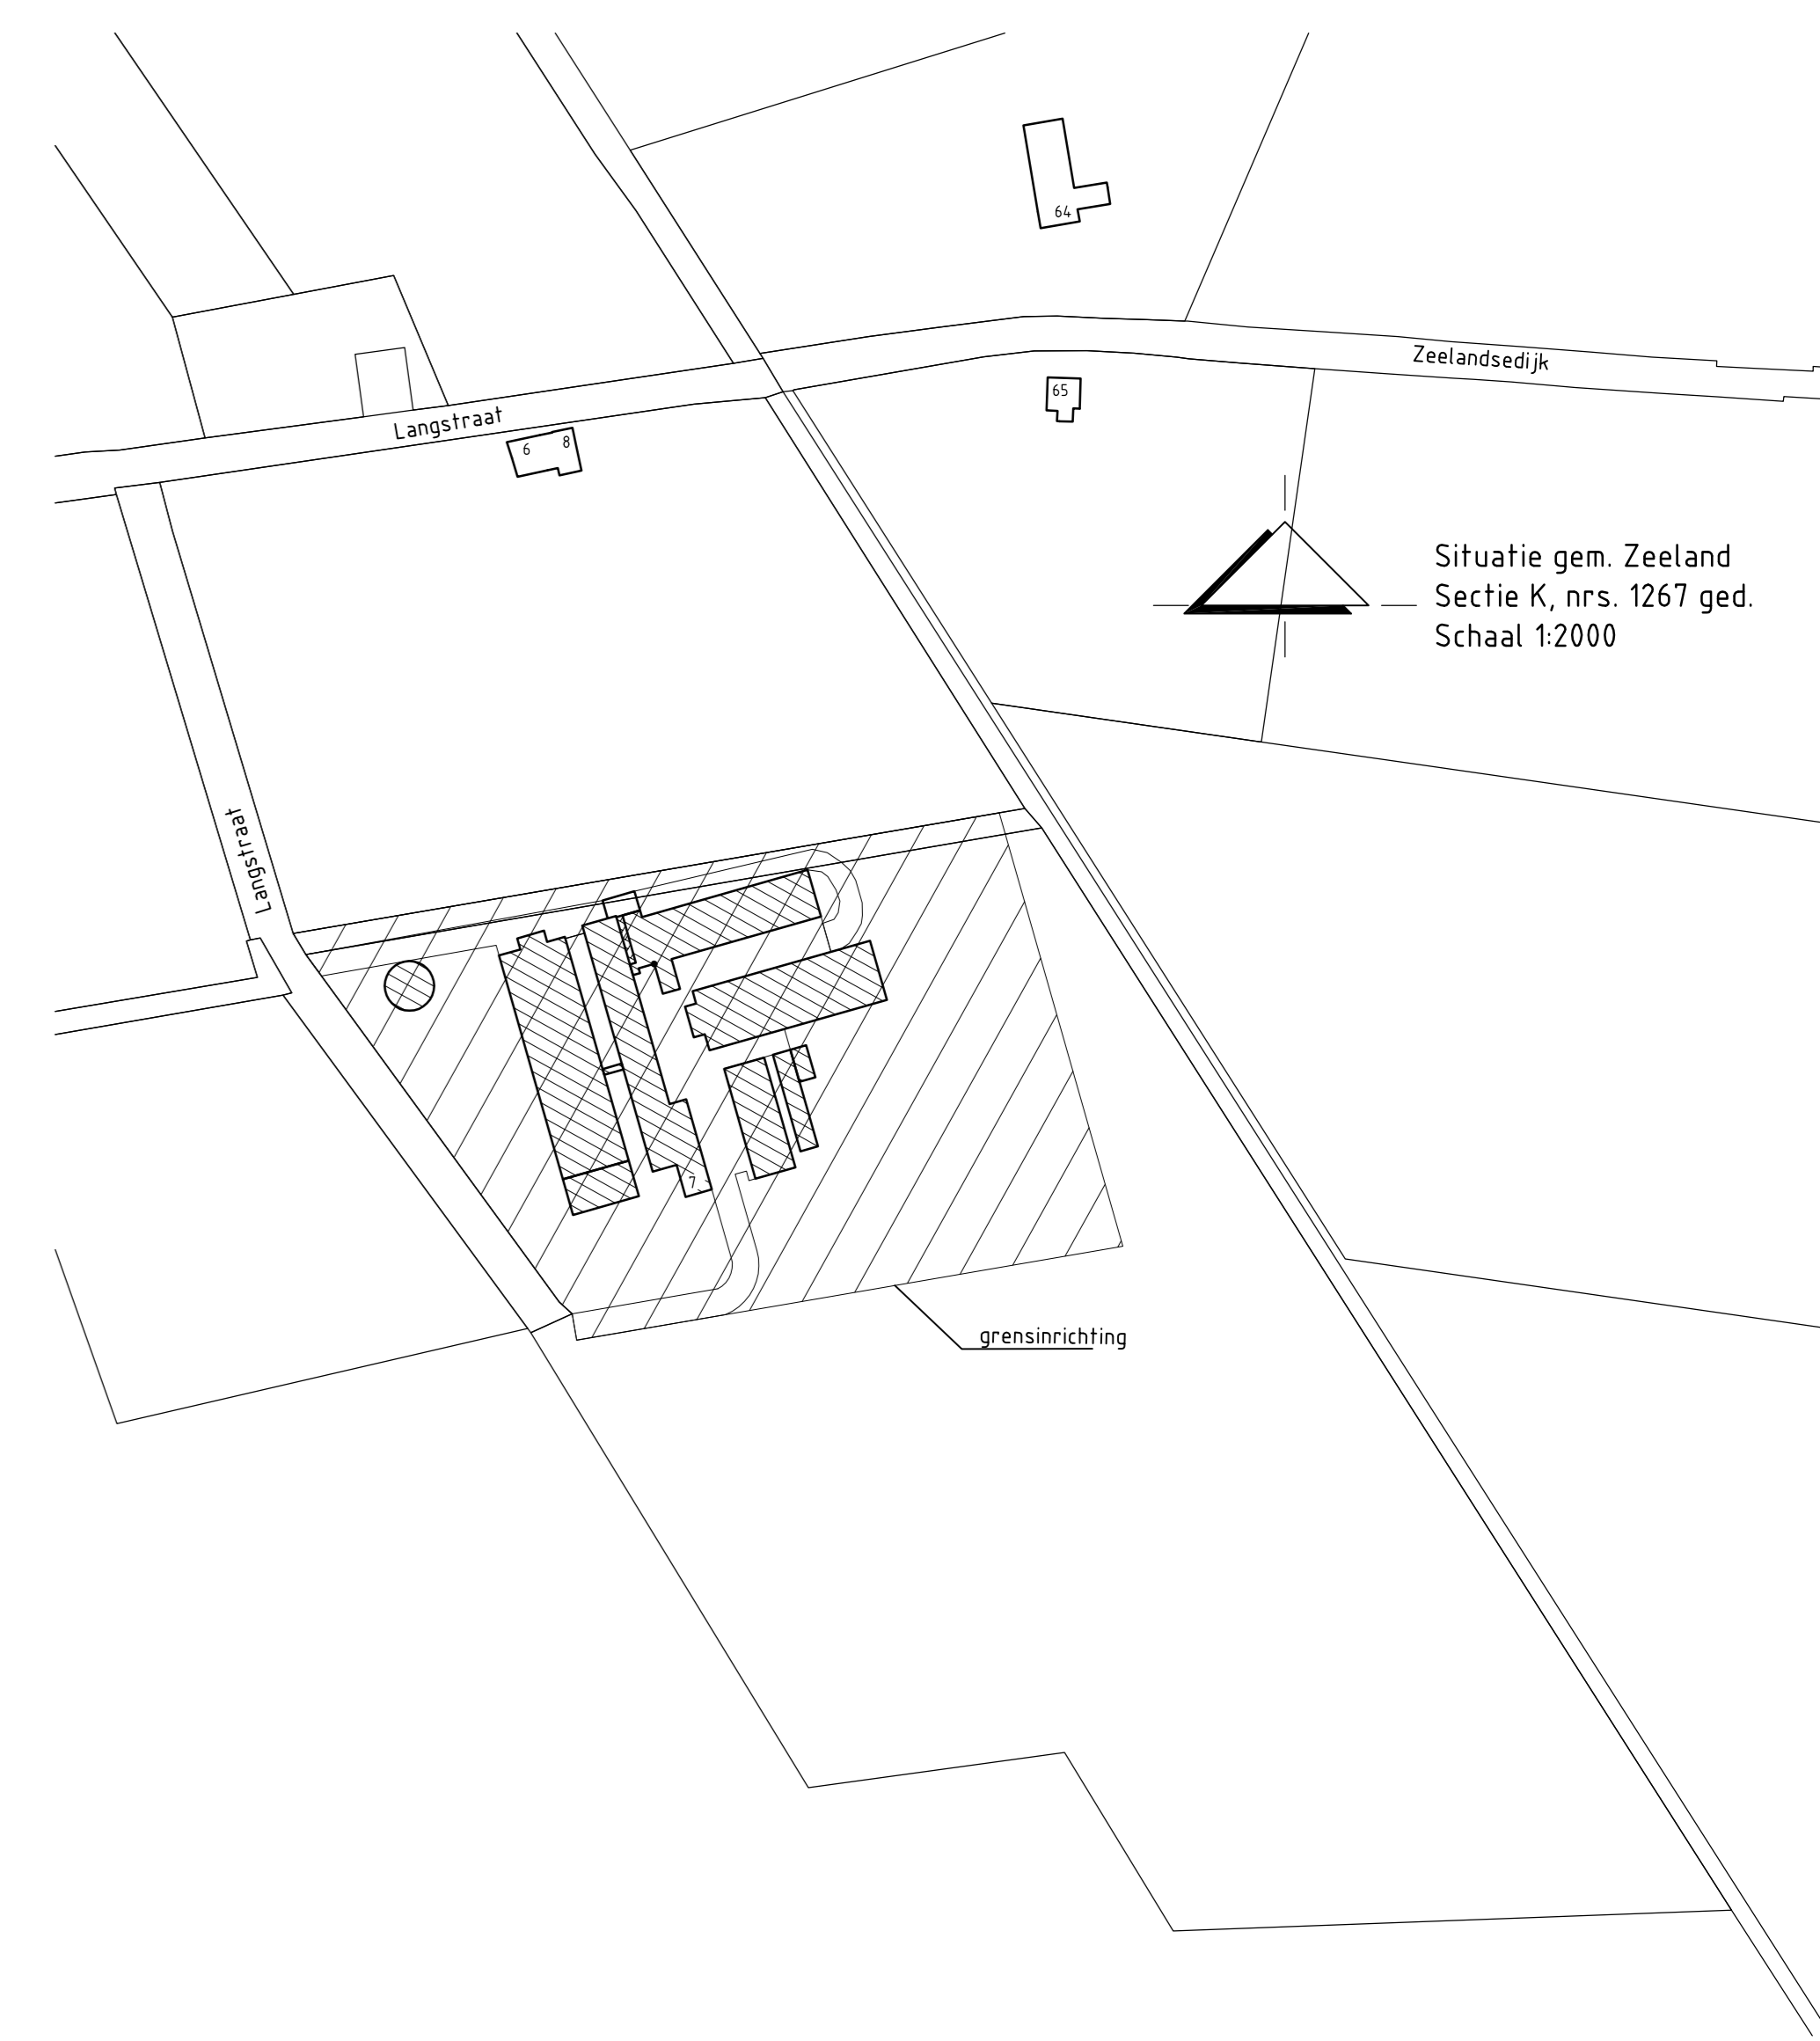 64
Zeelandsedijk
65
Langstraat
6
8
Situatie gem. Zeeland
Sectie K, nrs. 1267 ged.
Schaal 1:2000
Langstraat
7
grensinrichting